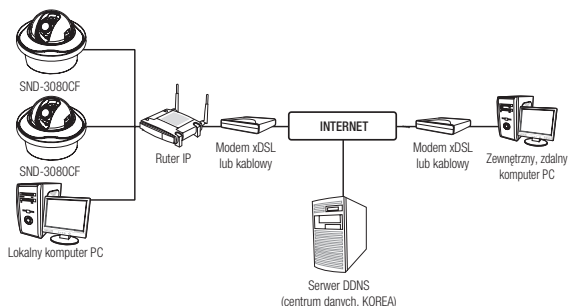 SND-3080CF
SND-3080CF
Lokalny komputer PC
Ruter IP
Modem xDSL
lub kablowy
INTERNET
Modem xDSL
lub kablowy
Zewnętrzny, zdalny
komputer PC
Serwer DDNS
(centrum danych, KOREA)